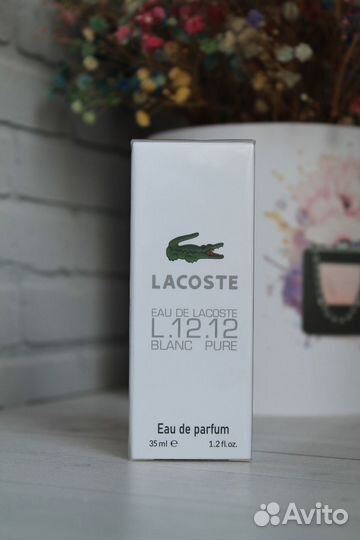 LACOSTE
EAU DE LACOSTE
L.12.12
BLANC PURE
Eau de parfum
35 ml e 1.2 fl.oz.
Avito